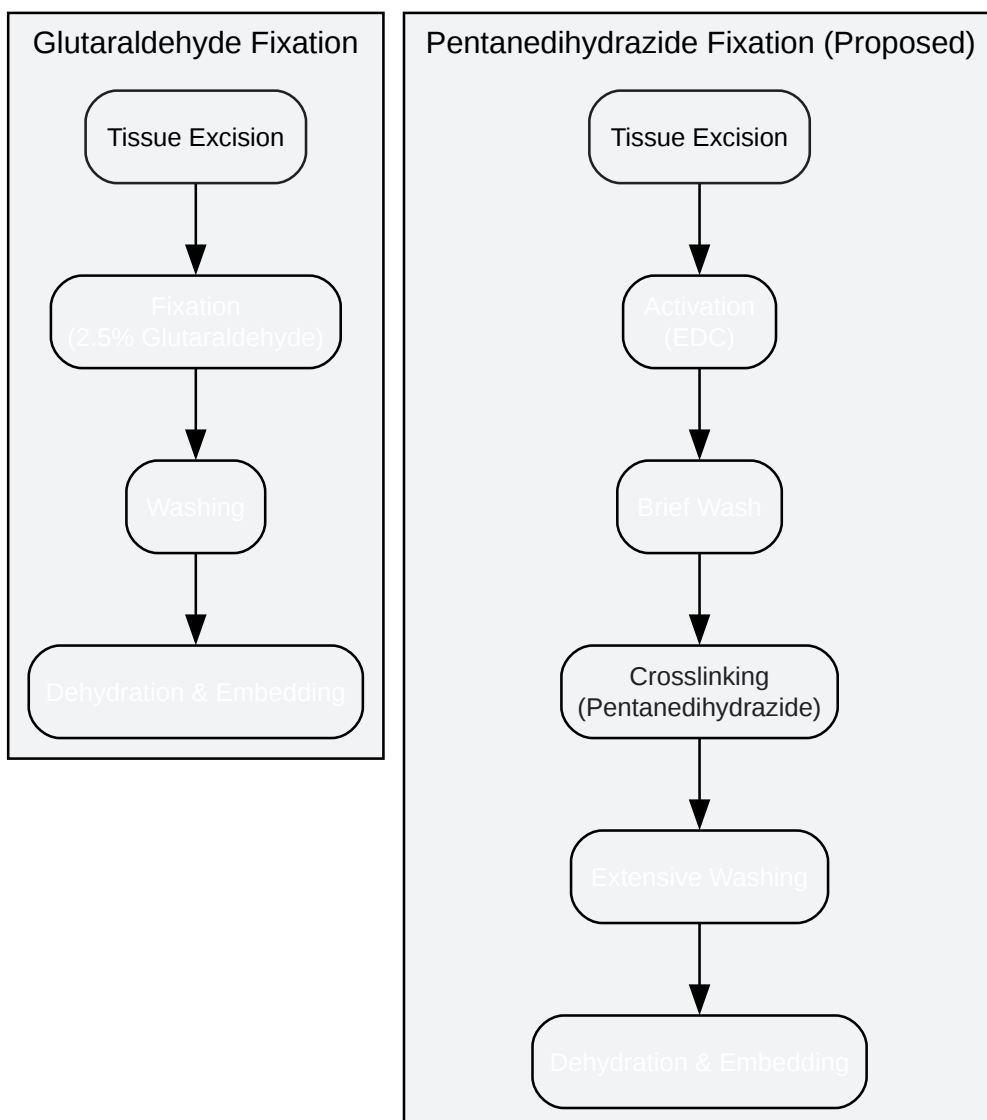 Glutaraldehyde Fixation
Tissue Excision
Fixation
(2.5% Glutaraldehyde)
Washing
Dehydration & Embedding
Pentanedihydrazide Fixation (Proposed)
Tissue Excision
Activation
(EDC)
Brief Wash
Crosslinking
(Pentanedihydrazide)
Extensive Washing
Dehydration & Embedding